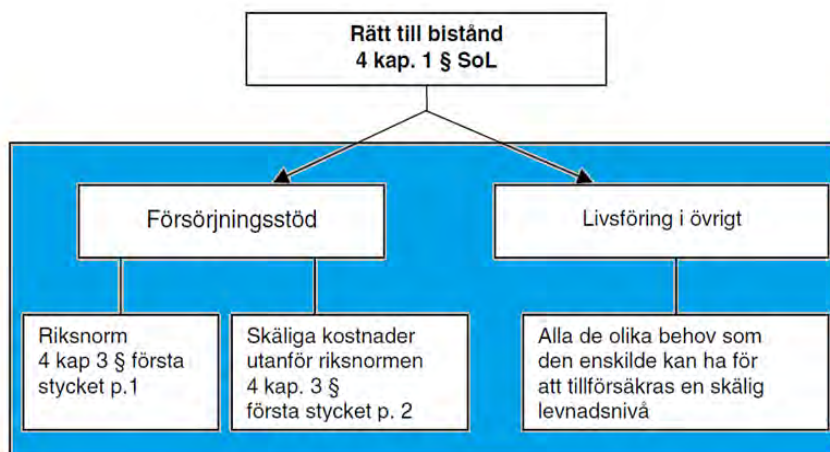 Rätt till bistånd
4 kap. 1 § SoL
Försörjningsstöd
Livsföring i övrigt
Riksnorm
4 kap 3 § första
stycket p.1
Skäliga kostnader
utanför riksnormen
4 kap. 3 §
första stycket p. 2
Alla de olika behov som
den enskilde kan ha för
att tillförsäkras en skälig
levnadsnivå